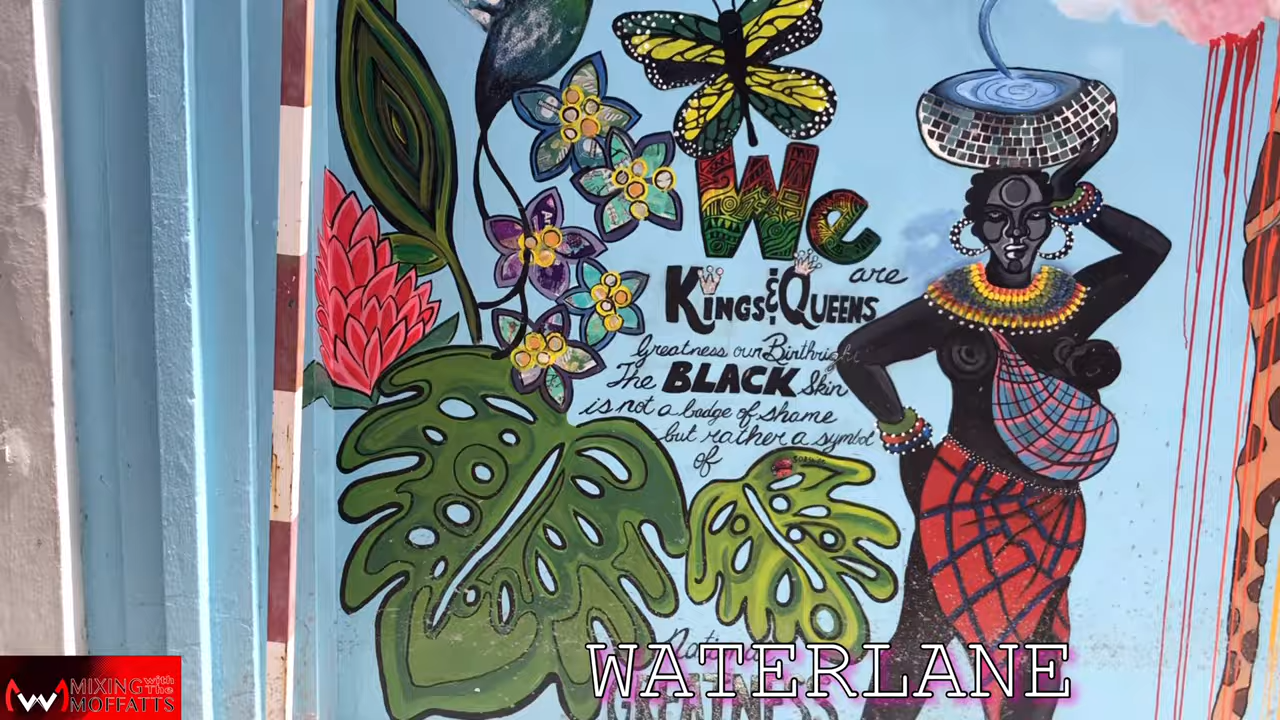 We
are
KINGS & QUEENS
Greatness our Birthright
The BLACK Skin
is not a badge of shame
but rather a symbol
of
GREATNESS
WATERLANE
MIXING with The
MOFFATTS